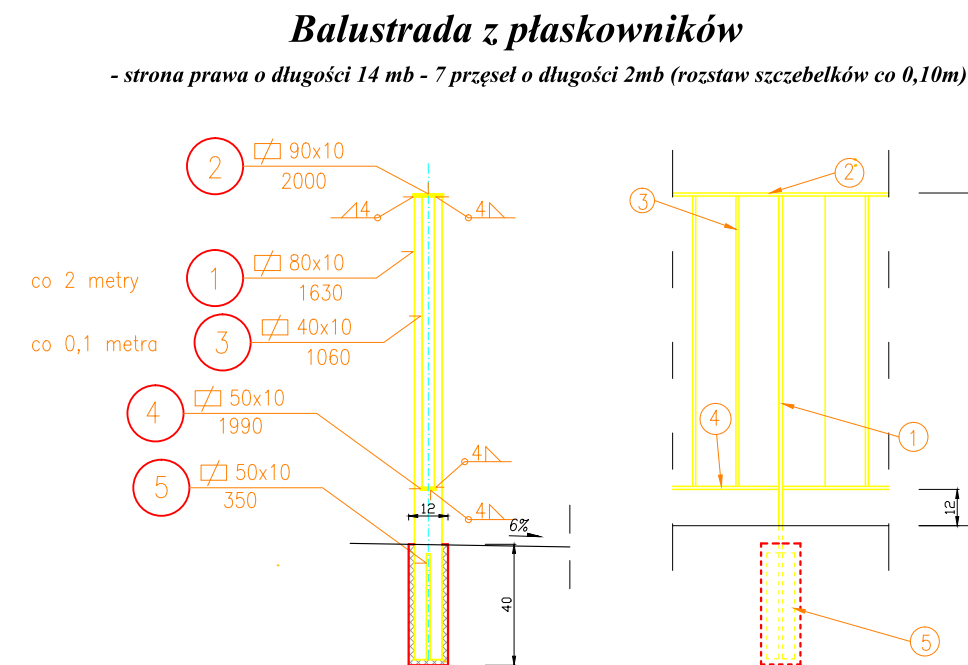 Balustrada z płaskowników
- strona prawa o długości 14 mb - 7 przęseł o długości 2mb (rozstaw szczebelków co 0,10m)
2 90x10
2000
4 4
co 2 metry 1 80x10
1630
co 0,1 metra 3 40x10
1060
4 50x10
1990
5 50x10
350
4
4
12
6%
40
2
3
4
1
12
5